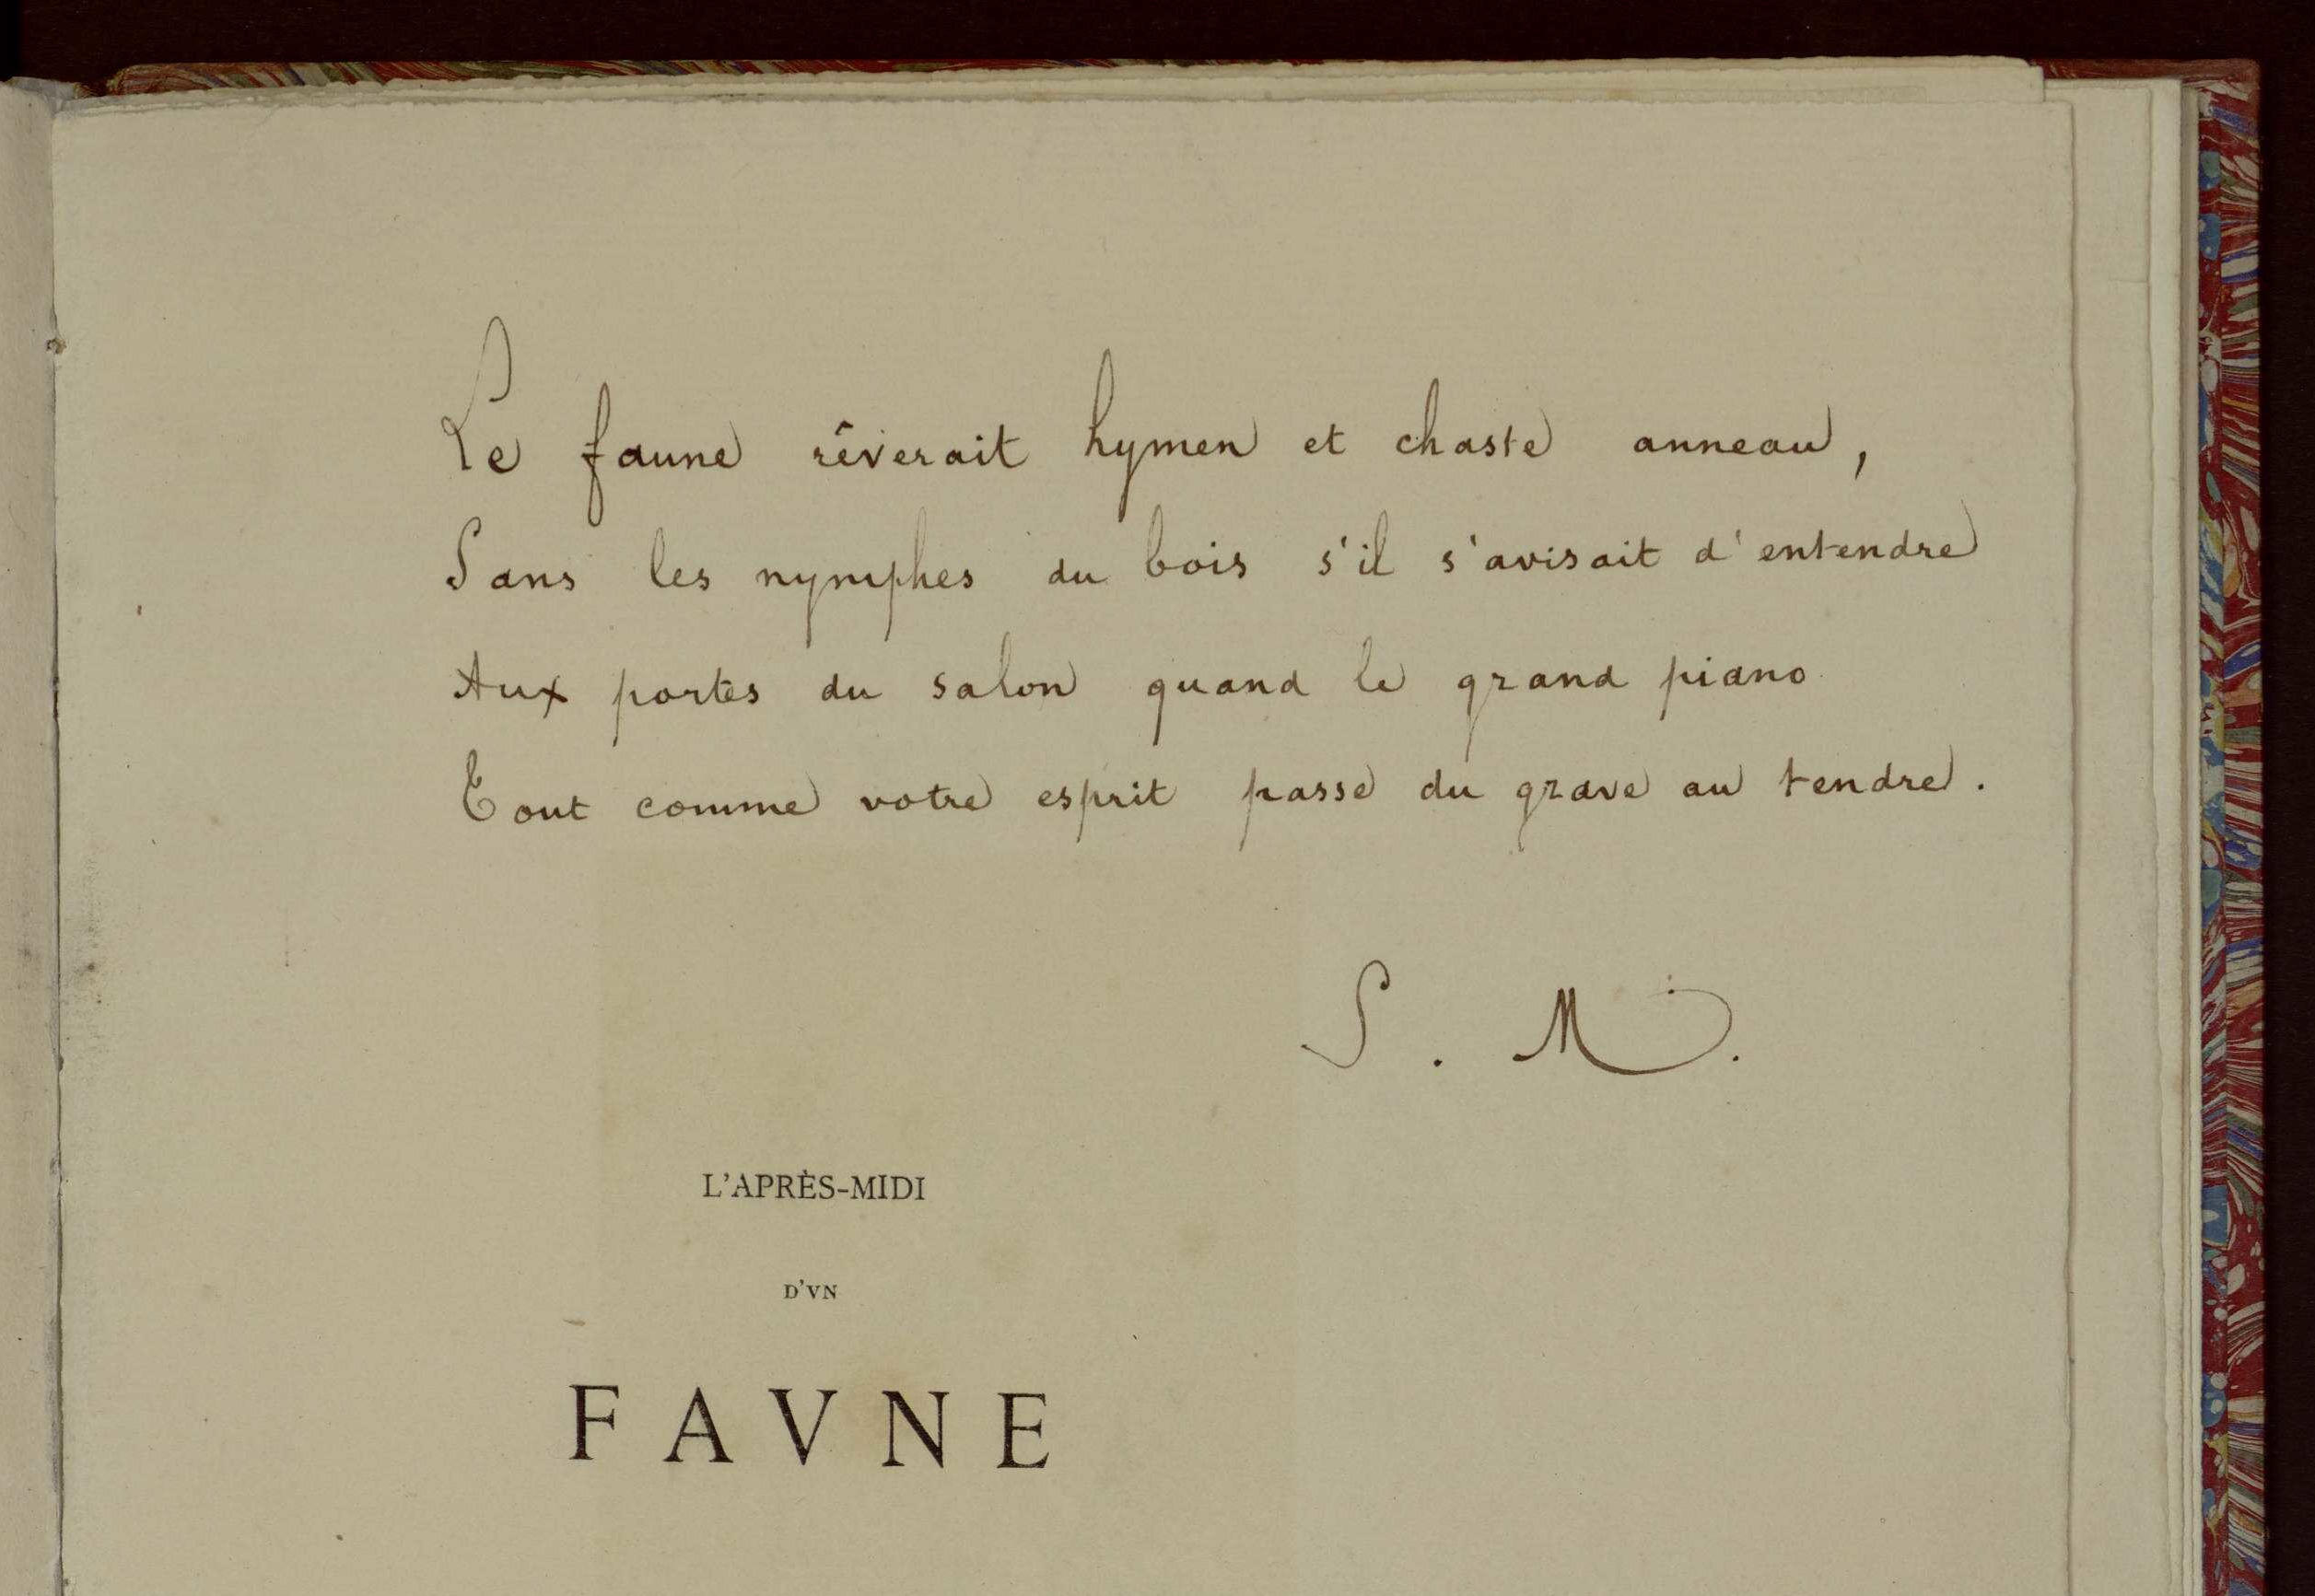 Le faune rêverait hymen et chaste anneau,
Sans les nymphes du bois s'il s'avisait d'entendre
Aux portes du salon quand le grand piano
Tout comme votre esprit passe du grave au tendre.
S. M.
L'APRÈS-MIDI
D'VN
FAVNE